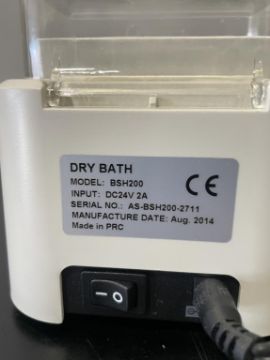 DRY BATH
MODEL: BSH200
INPUT: DC24V 2A
SERIAL NO.: AS-BSH200-2711
MANUFACTURE DATE: Aug. 2014
Made in PRC
CE